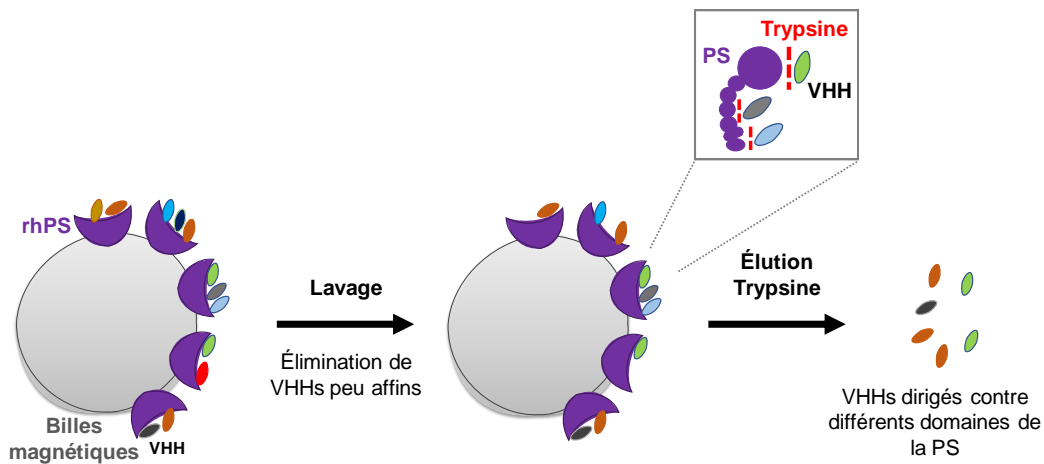 Trypsine
PS
VHH
rhPS
Lavage
Élimination de
VHHs peu affins
Élution
Trypsine
Billes
magnétiques
VHH
VHHs dirigés contre
différents domaines de
la PS